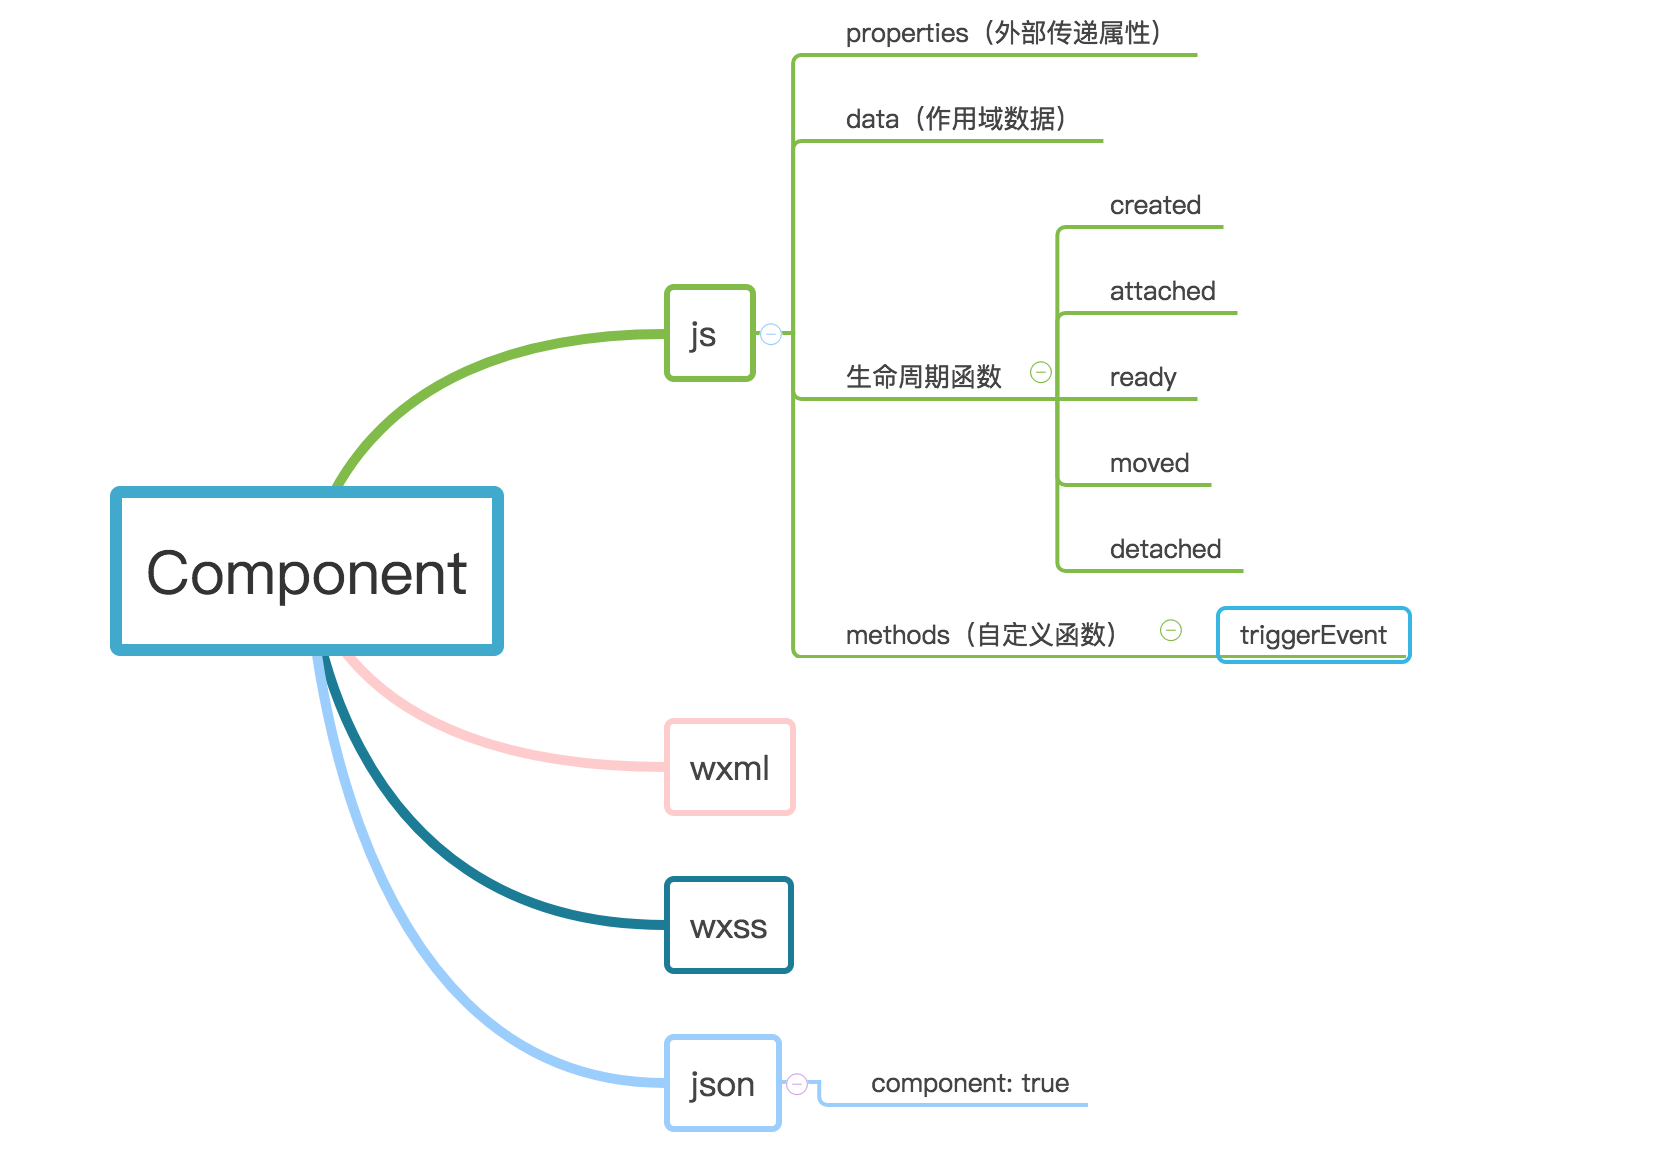 Component
js
properties（外部传递属性）
data（作用域数据）
生命周期函数
created
attached
ready
moved
detached
methods（自定义函数）
triggerEvent
wxml
wxss
json
component: true